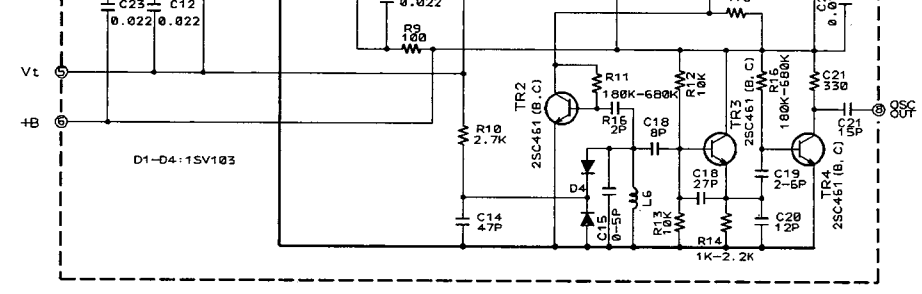 C23
0.022
C12
0.022
0.022
R9
100
Vt
5
+B
6
D1-D4:1SV103
R10
2.7K
C14
47P
TR2
2SC461 (B,C)
R11
180K-680K
R16
2P
D4
C15
0-5P
L6
C18
8P
R12
10K
R13
10K
C18
27P
R14
1K-2.2K
TR3
2SC461 (B,C)
R16
180K-680K
C19
2-6P
C20
12P
C21
330
C21
15P
TR4
2SC461 (B,C)
8
OSC
OUT